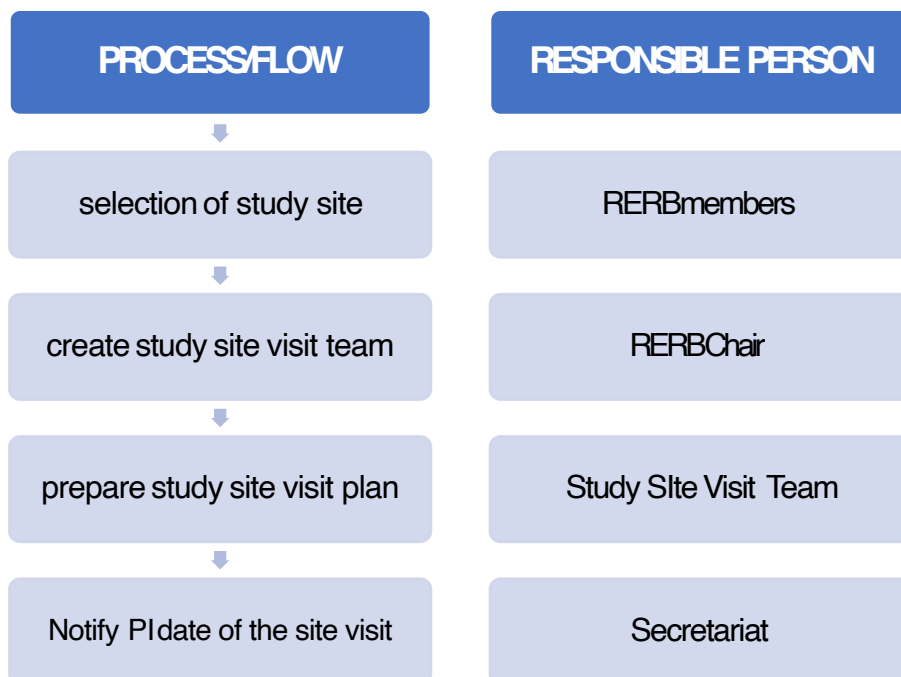 PROCESS/FLOW
RESPONSIBLE PERSON
selection of study site
RERBmembers
create study site visit team
RERBChair
prepare study site visit plan
Study SIte Visit Team
Notify PIdate of the site visit
Secretariat